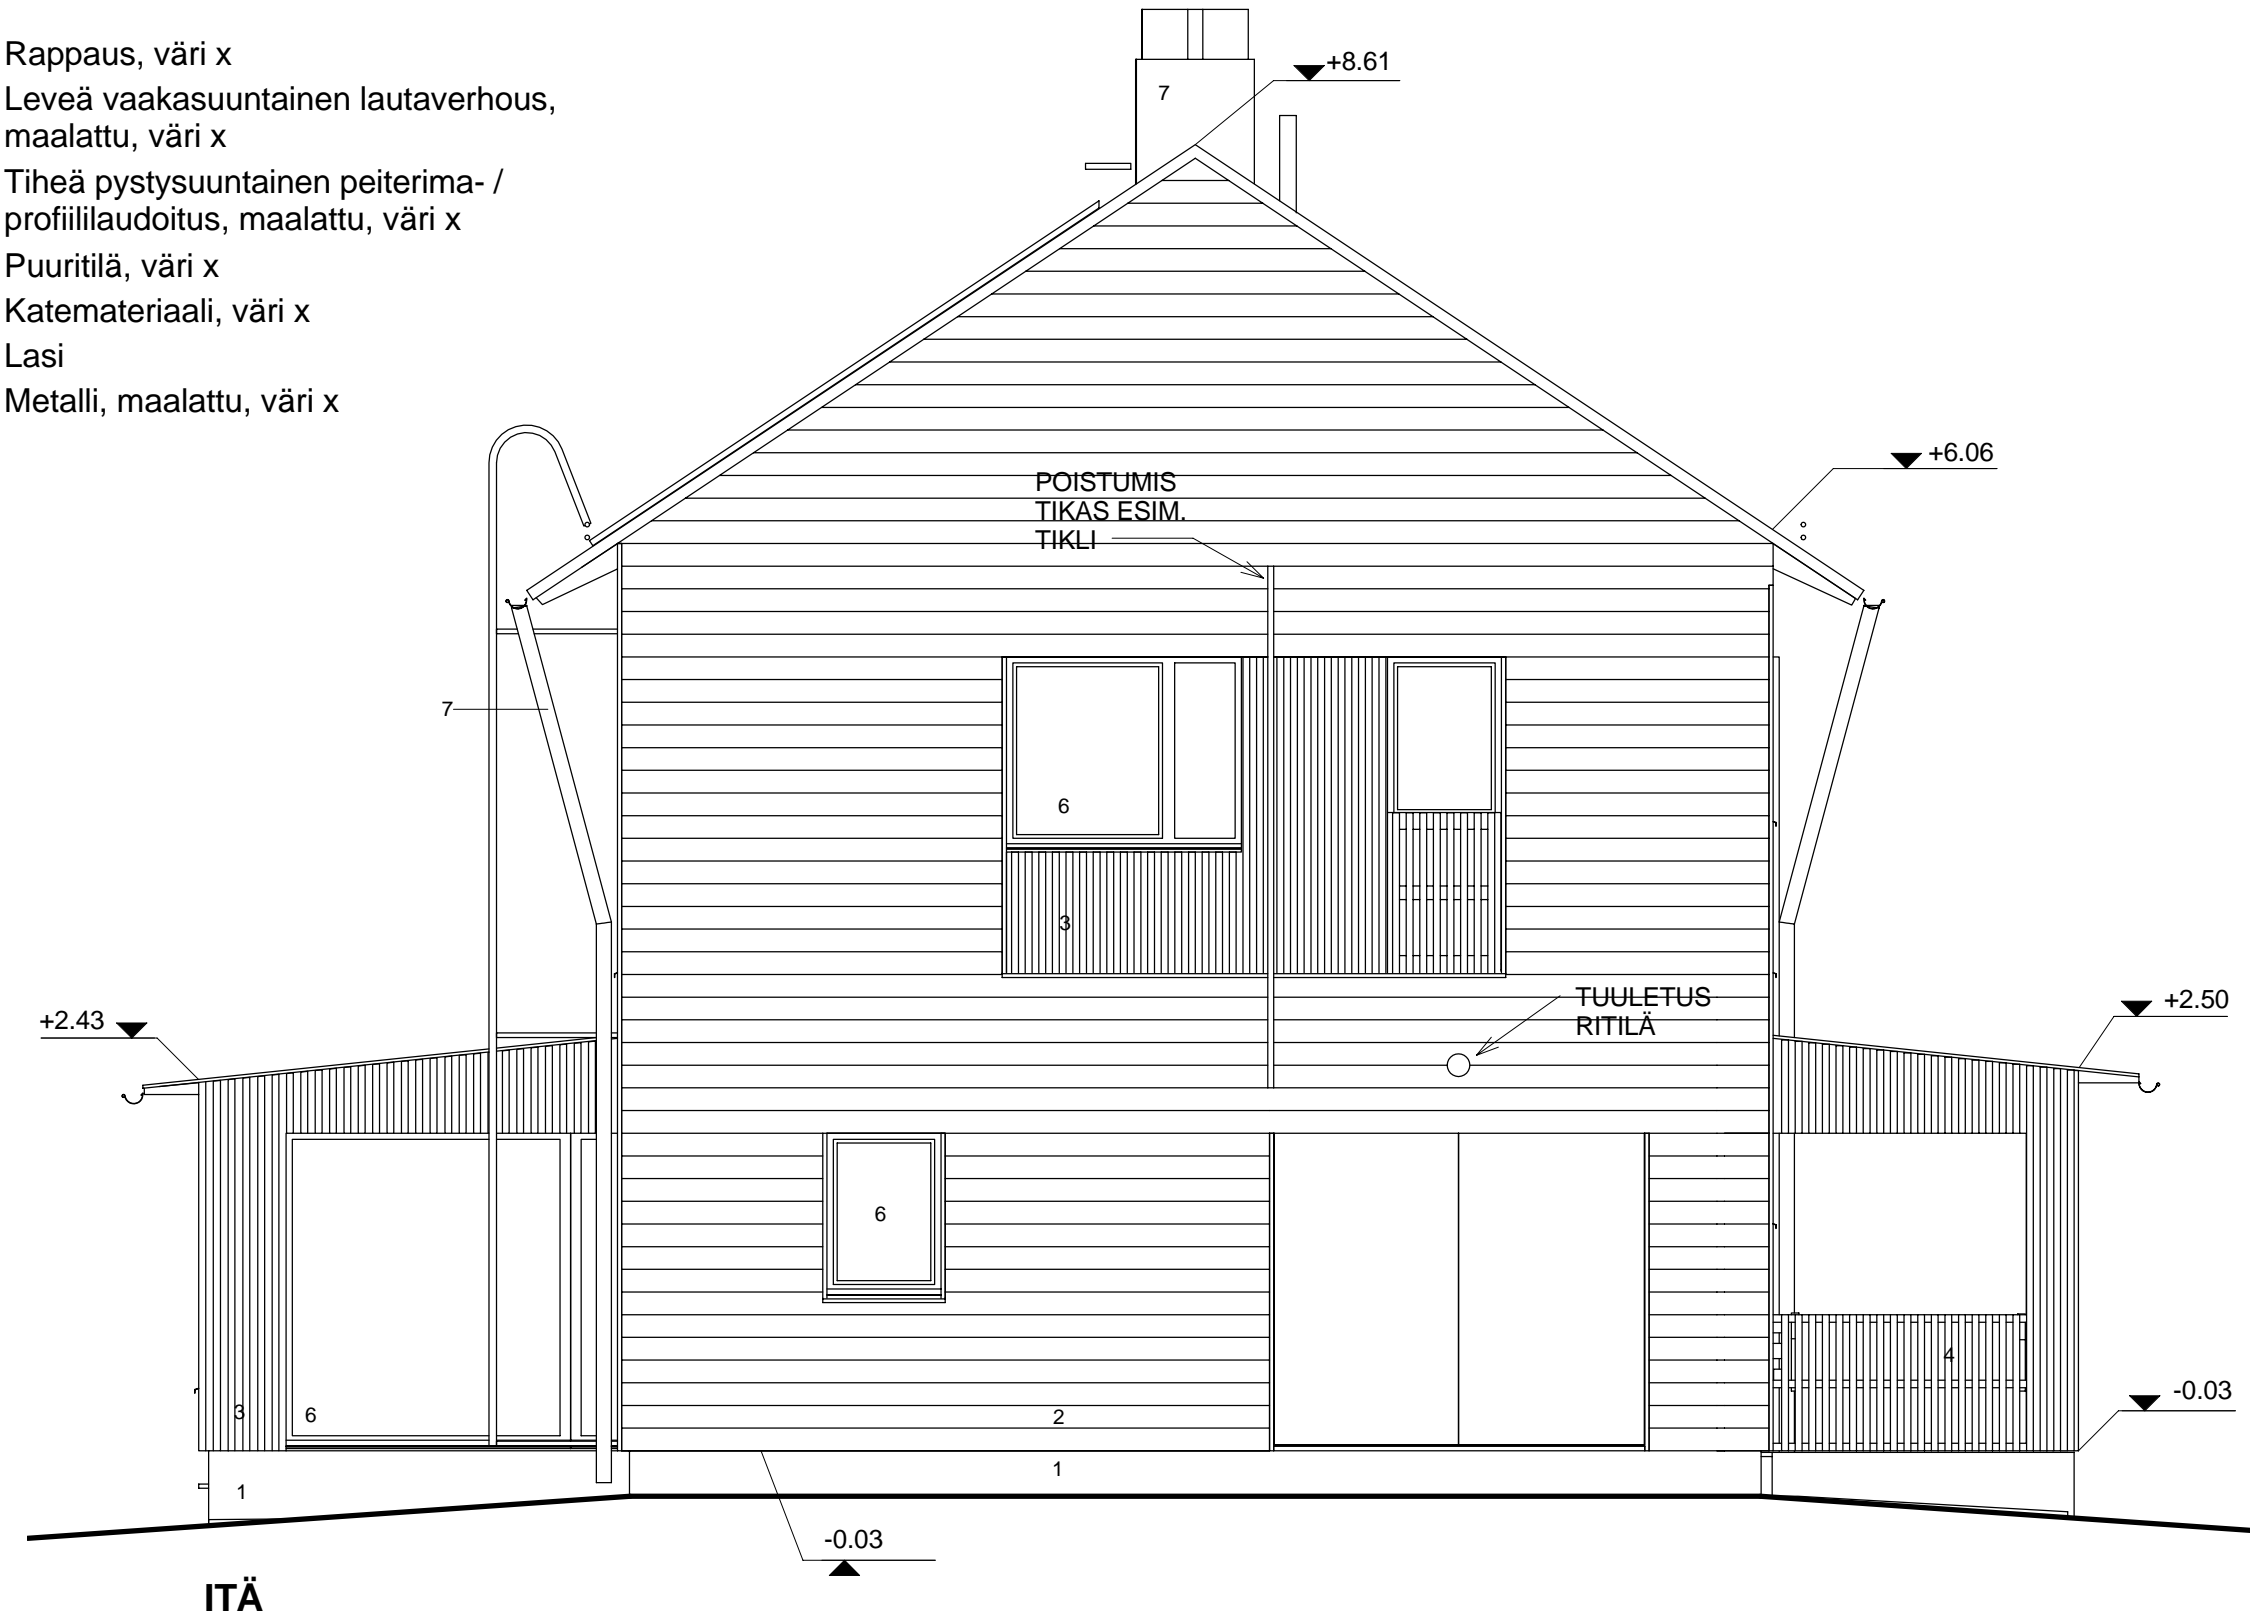 Rappaus, väri x
Leveä vaakasuuntainen lautaverhous,
maalattu, väri x
Tiheä pystysuuntainen peiterima- /
profiililaudoitus, maalattu, väri x
Puuritilä, väri x
Katemateriaali, väri x
Lasi
Metalli, maalattu, väri x
+8.61
7
+6.06
POISTUMIS
TIKAS ESIM.
TIKLI
7
6
3
+2.43
TUULETUS
RITILÄ
+2.50
6
4
-0.03
3
6
2
1
1
-0.03
ITÄ